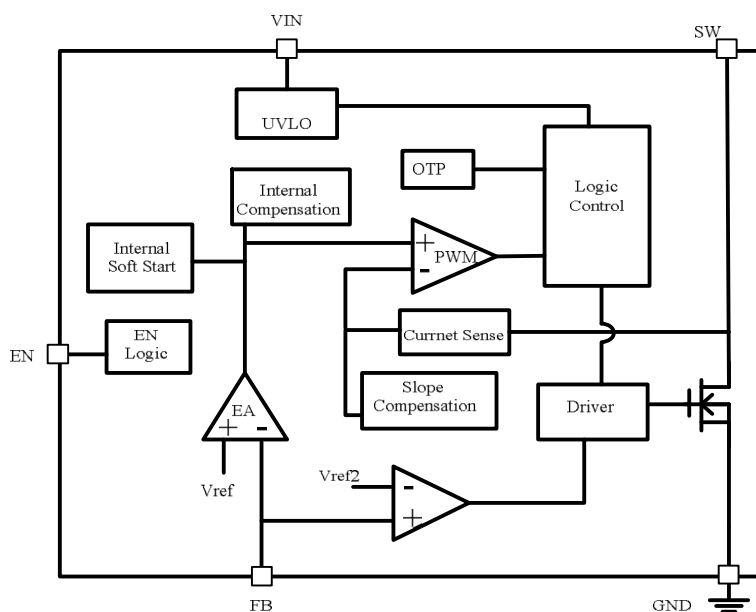 VIN
SW
UVLO
OTP
Logic
Control
Internal
Compensation
Internal
Soft Start
+
PWM
-
EN
EN
Logic
Currnet Sense
Slope
Compensation
EA
+ -
Driver
Vref
Vref2
-
+
FB
GND